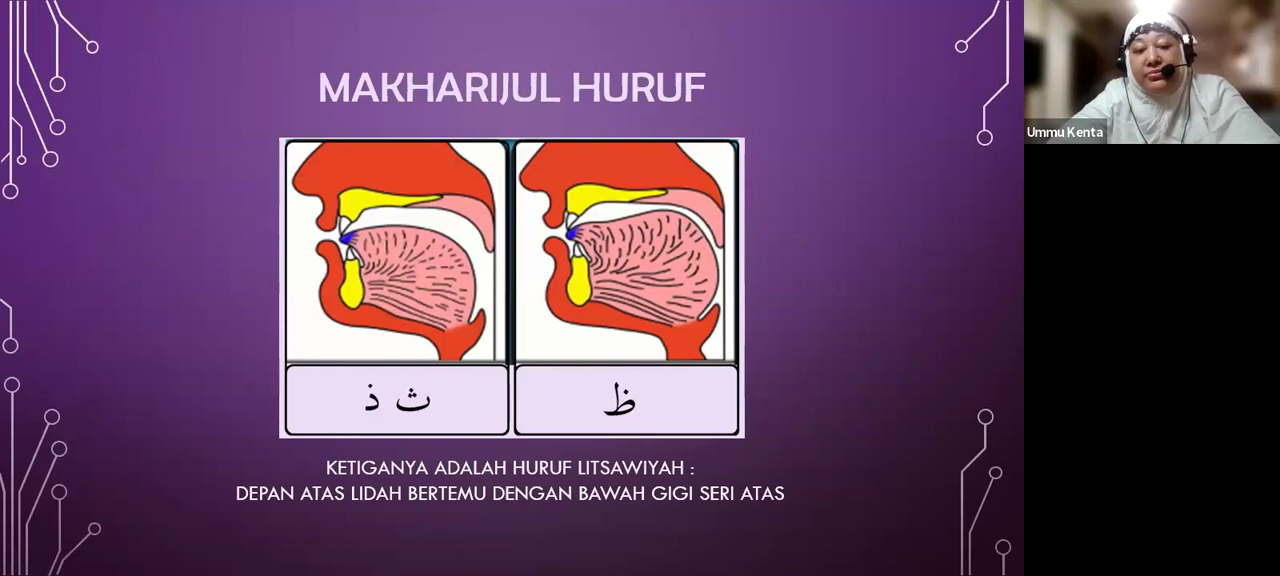 MAKHARIJUL HURUF
ث ذ
ظ
KETIGANYA ADALAH HURUF LITSAWIYAH :
DEPAN ATAS LIDAH BERTEMU DENGAN BAWAH GIGI SERI ATAS
Ummu Kenta